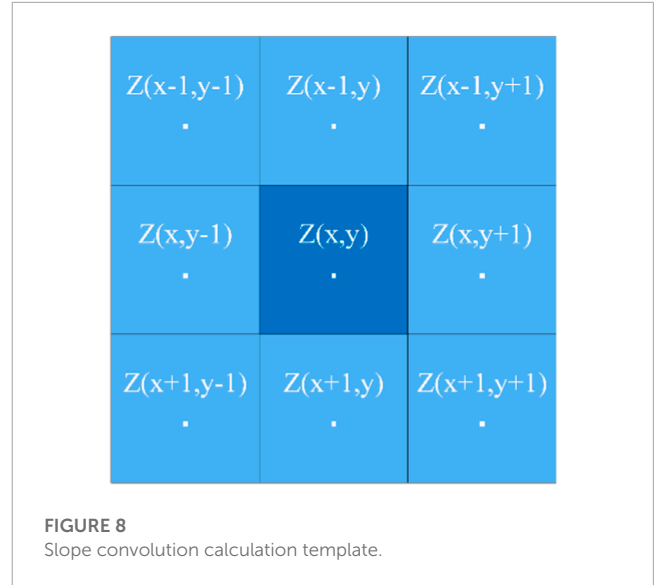 Z(x-1,y-1) Z(x-1,y) Z(x-1,y+1)
Z(x,y-1) Z(x,y) Z(x,y+1)
Z(x+1,y-1) Z(x+1,y) Z(x+1,y+1)
FIGURE 8
Slope convolution calculation template.